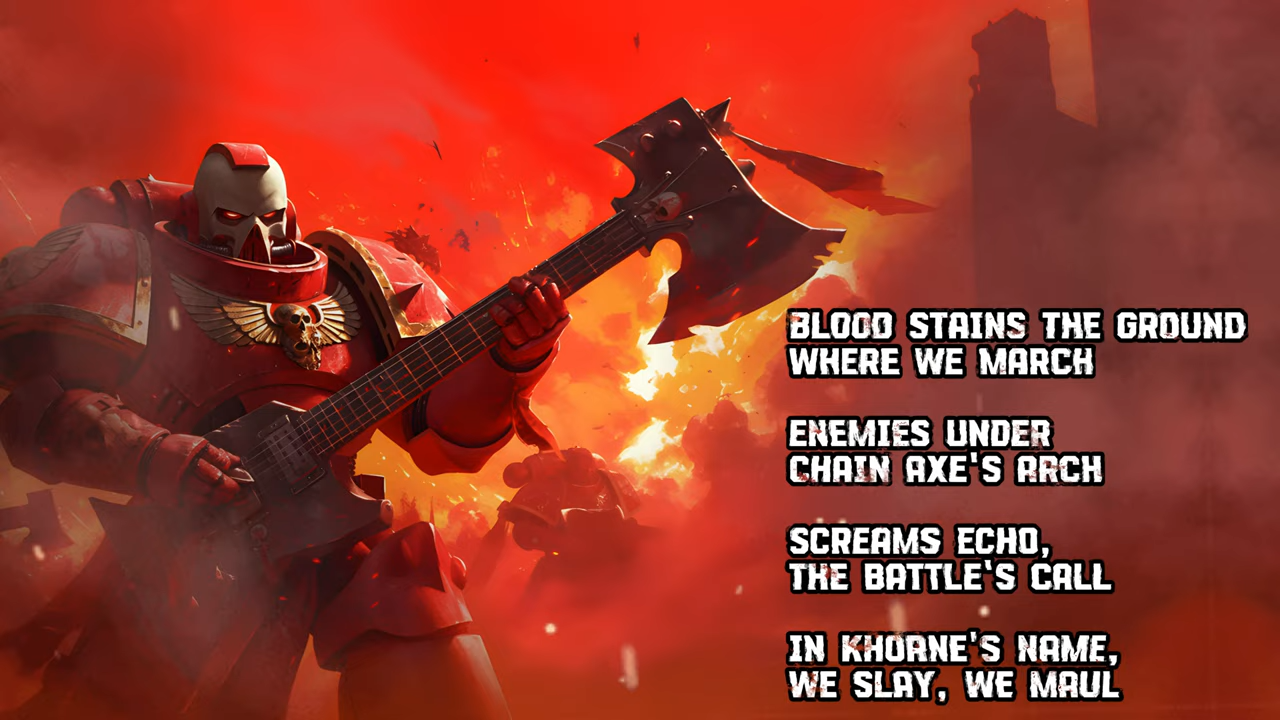 BLOOD STAINS THE GROUND
WHERE WE MARCH
ENEMIES UNDER
CHAIN AXE'S ARCH
SCREAMS ECHO,
THE BATTLE'S CALL
IN KHORNE'S NAME,
WE SLAY, WE MAUL